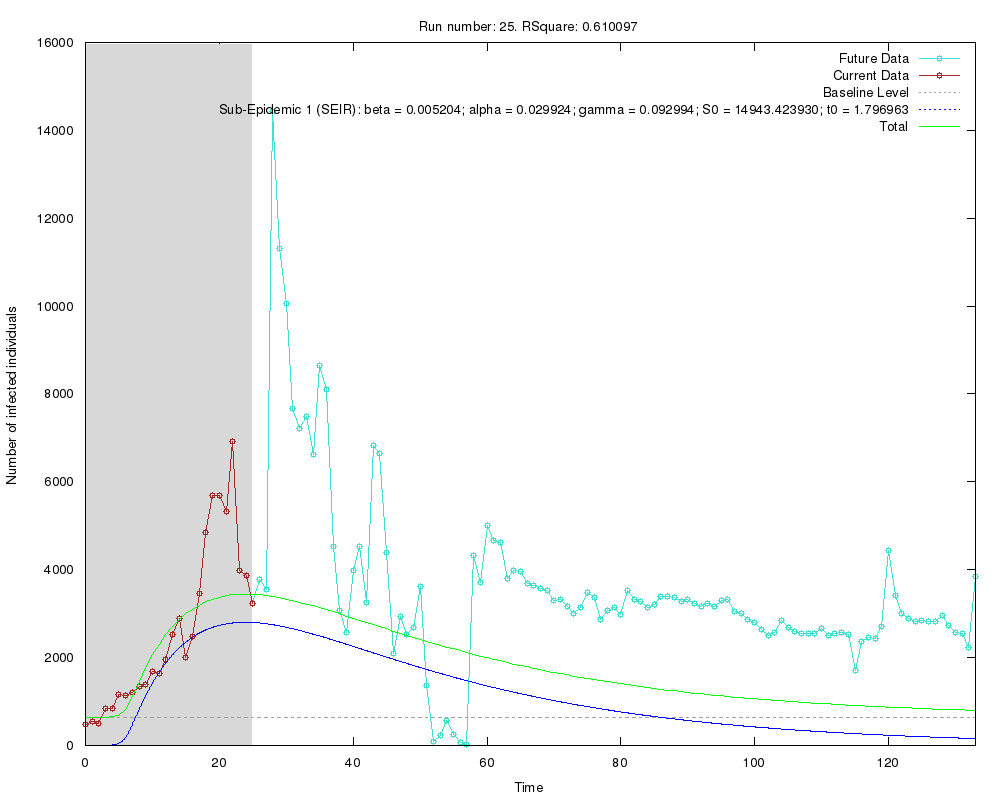 Run number: 25. RSquare: 0.610097
16000
14000
12000
10000
8000
6000
4000
2000
0
Number of infected individuals
Future Data
Current Data
Baseline Level
Sub-Epidemic 1 (SEIR): beta = 0.005204; alpha = 0.029924; gamma = 0.092994; S0 = 14943.423930; t0 = 1.796963
Total
0 20 40 60 80 100 120
Time